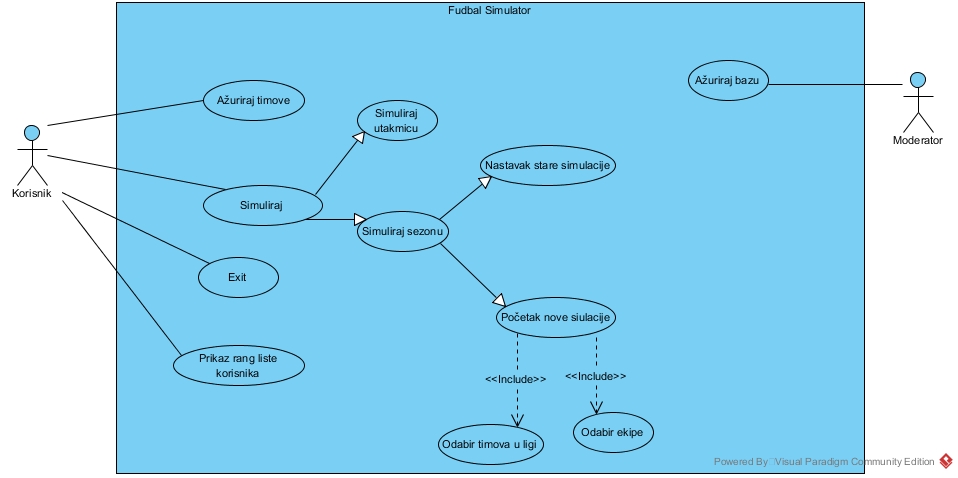 Fudbal Simulator
Ažuriraj timove
Simuliraj
utakmicu
Ažuriraj bazu
Moderator
Korisnik
Nastavak stare simulacije
Simuliraj
Simuliraj sezonu
Exit
Početak nove siulacije
Prikaz rang liste
korisnika
<<Include>>
<<Include>>
Odabir timova u ligi
Odabir ekipe
Powered By Visual Paradigm Community Edition